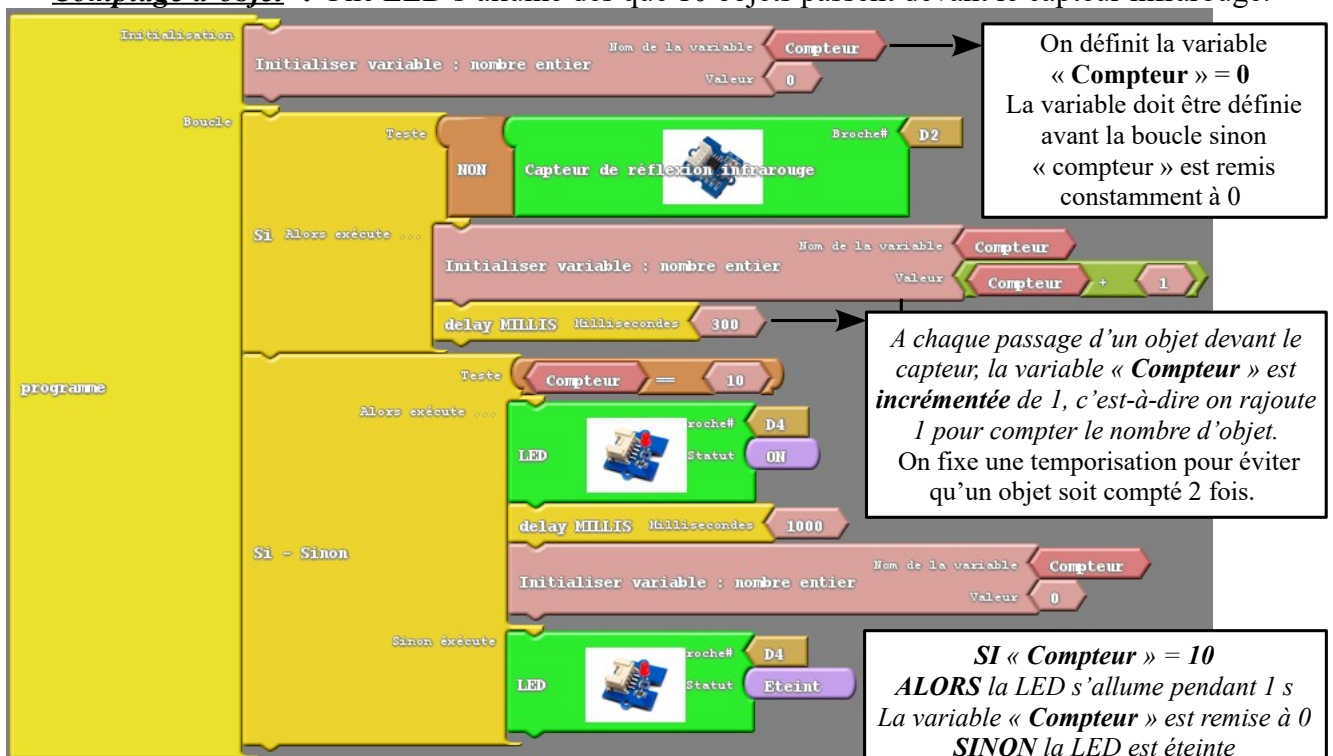 Comptage d'objet : Une LED s'allume dès que 10 objets passent devant le capteur infrarouge.
Initialisation
Initialiser variable : nombre entier
Nom de la variable Compteur
Valeur 0
On définit la variable
« Compteur » = 0
La variable doit être définie
avant la boucle sinon
« compteur » est remis
constamment à 0
Boucle
Teste
NON
Capteur de réflexion infrarouge
Broche# D2
Si Alors exécute ...
Initialiser variable : nombre entier
Nom de la variable Compteur
Valeur Compteur + 1
delay MILLIS Millisecondes 300
A chaque passage d'un objet devant le
capteur, la variable « Compteur » est
incrémentée de 1, c'est-à-dire on rajoute
1 pour compter le nombre d'objet.
On fixe une temporisation pour éviter
qu'un objet soit compté 2 fois.
programme
Teste Compteur == 10
Alors exécute ...
LED
roche# D4
Statut ON
delay MILLIS Millisecondes 1000
Si - Sinon
Initialiser variable : nombre entier
Nom de la variable Compteur
Valeur 0
Sinon éxécute
LED
roche# D4
Statut Eteint
SI « Compteur » = 10
ALORS la LED s'allume pendant 1 s
La variable « Compteur » est remise à 0
SINON la LED est éteinte